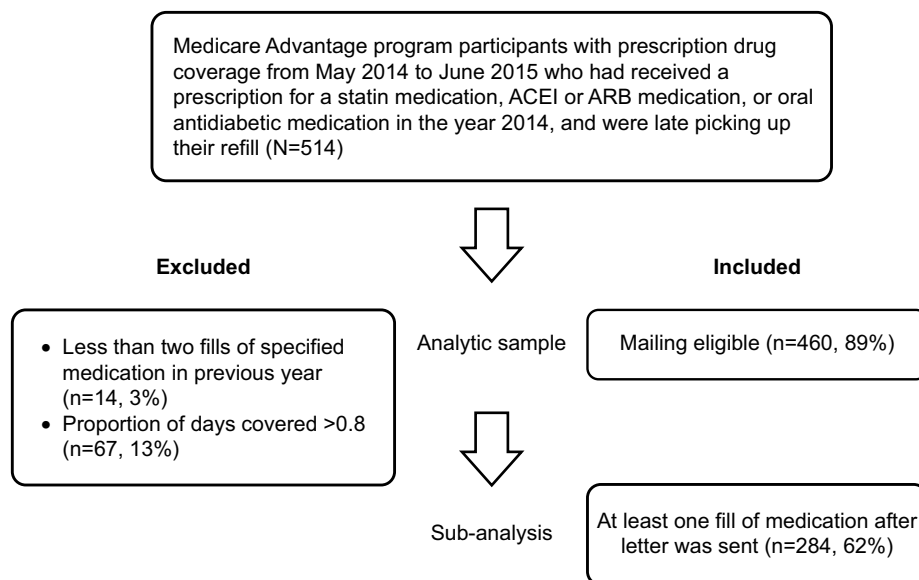 Medicare Advantage program participants with prescription drug
coverage from May 2014 to June 2015 who had received a
prescription for a statin medication, ACEI or ARB medication, or oral
antidiabetic medication in the year 2014, and were late picking up
their refill (N=514)
Excluded
Included
• Less than two fills of specified
medication in previous year
(n=14, 3%)
• Proportion of days covered >0.8
(n=67, 13%)
Analytic sample
Mailing eligible (n=460, 89%)
Sub-analysis
At least one fill of medication after
letter was sent (n=284, 62%)